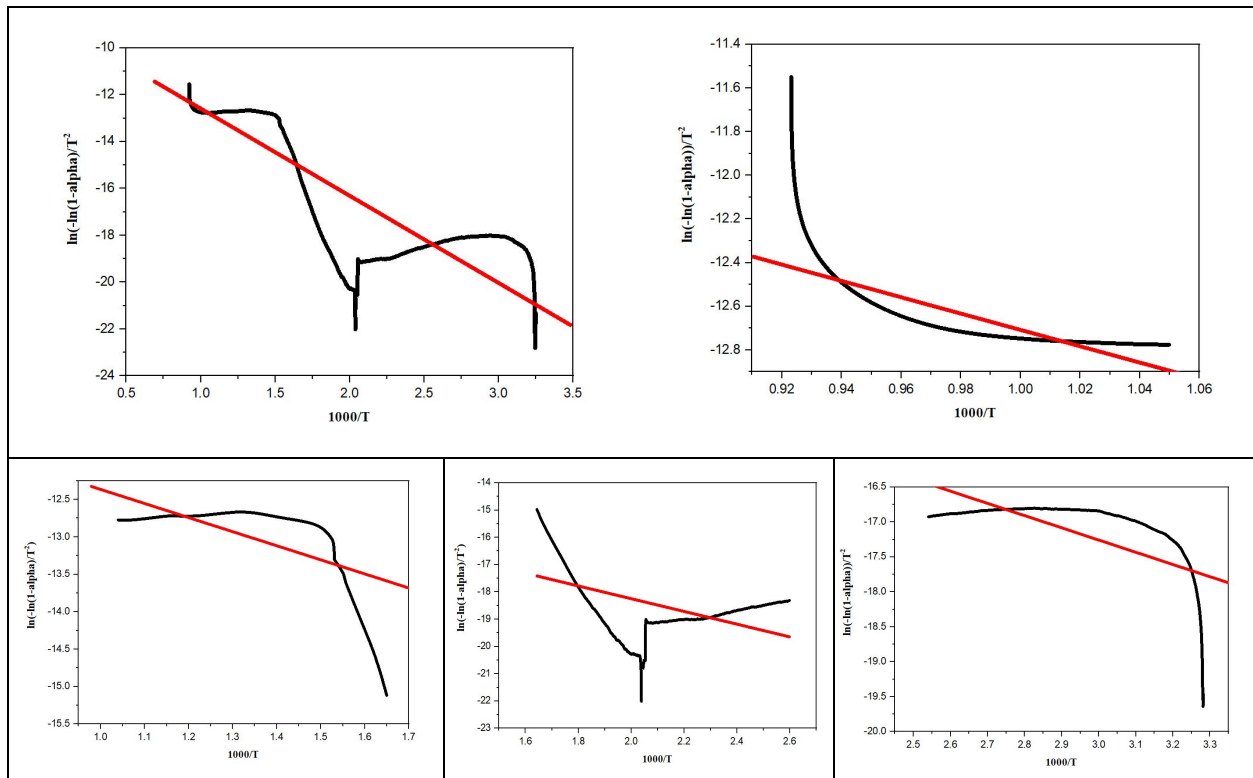 -10
-12
-14
-16
-18
-20
-22
-24
ln(-ln(1-alpha)/T-2
0.5 1.0 1.5 2.0 2.5 3.0 3.5
1000/T
-11.4
-11.6
-11.8
-12.0
-12.2
-12.4
-12.6
-12.8
ln(-ln(1-alpha))/T-2
0.92 0.94 0.96 0.98 1.00 1.02 1.04 1.06
1000/T
-12.5
-13.0
-13.5
-14.0
-14.5
-15.0
-15.5
ln(-ln(1-alpha)/T2)
1.0 1.1 1.2 1.3 1.4 1.5 1.6 1.7
1000/T
-14
-15
-16
-17
-18
-19
-20
-21
-22
-23
ln(-ln(1-alpha)/T2)
1.6 1.8 2.0 2.2 2.4 2.6
1000/T
-16.5
-17.0
-17.5
-18.0
-18.5
-19.0
-19.5
-20.0
ln(-ln(1-alpha))/T2
2.5 2.6 2.7 2.8 2.9 3.0 3.1 3.2 3.3
1000/T